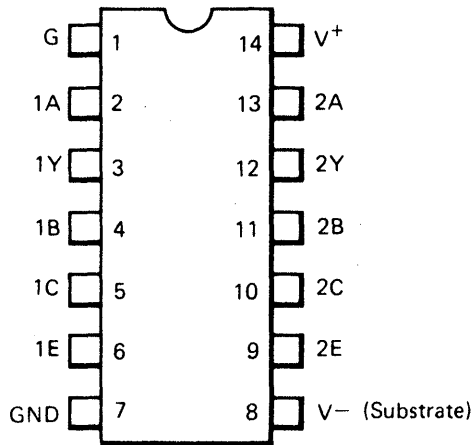 G 1 14 V+
1A 2 13 2A
1Y 3 12 2Y
1B 4 11 2B
1C 5 10 2C
1E 6 9 2E
GND 7 8 V− (Substrate)